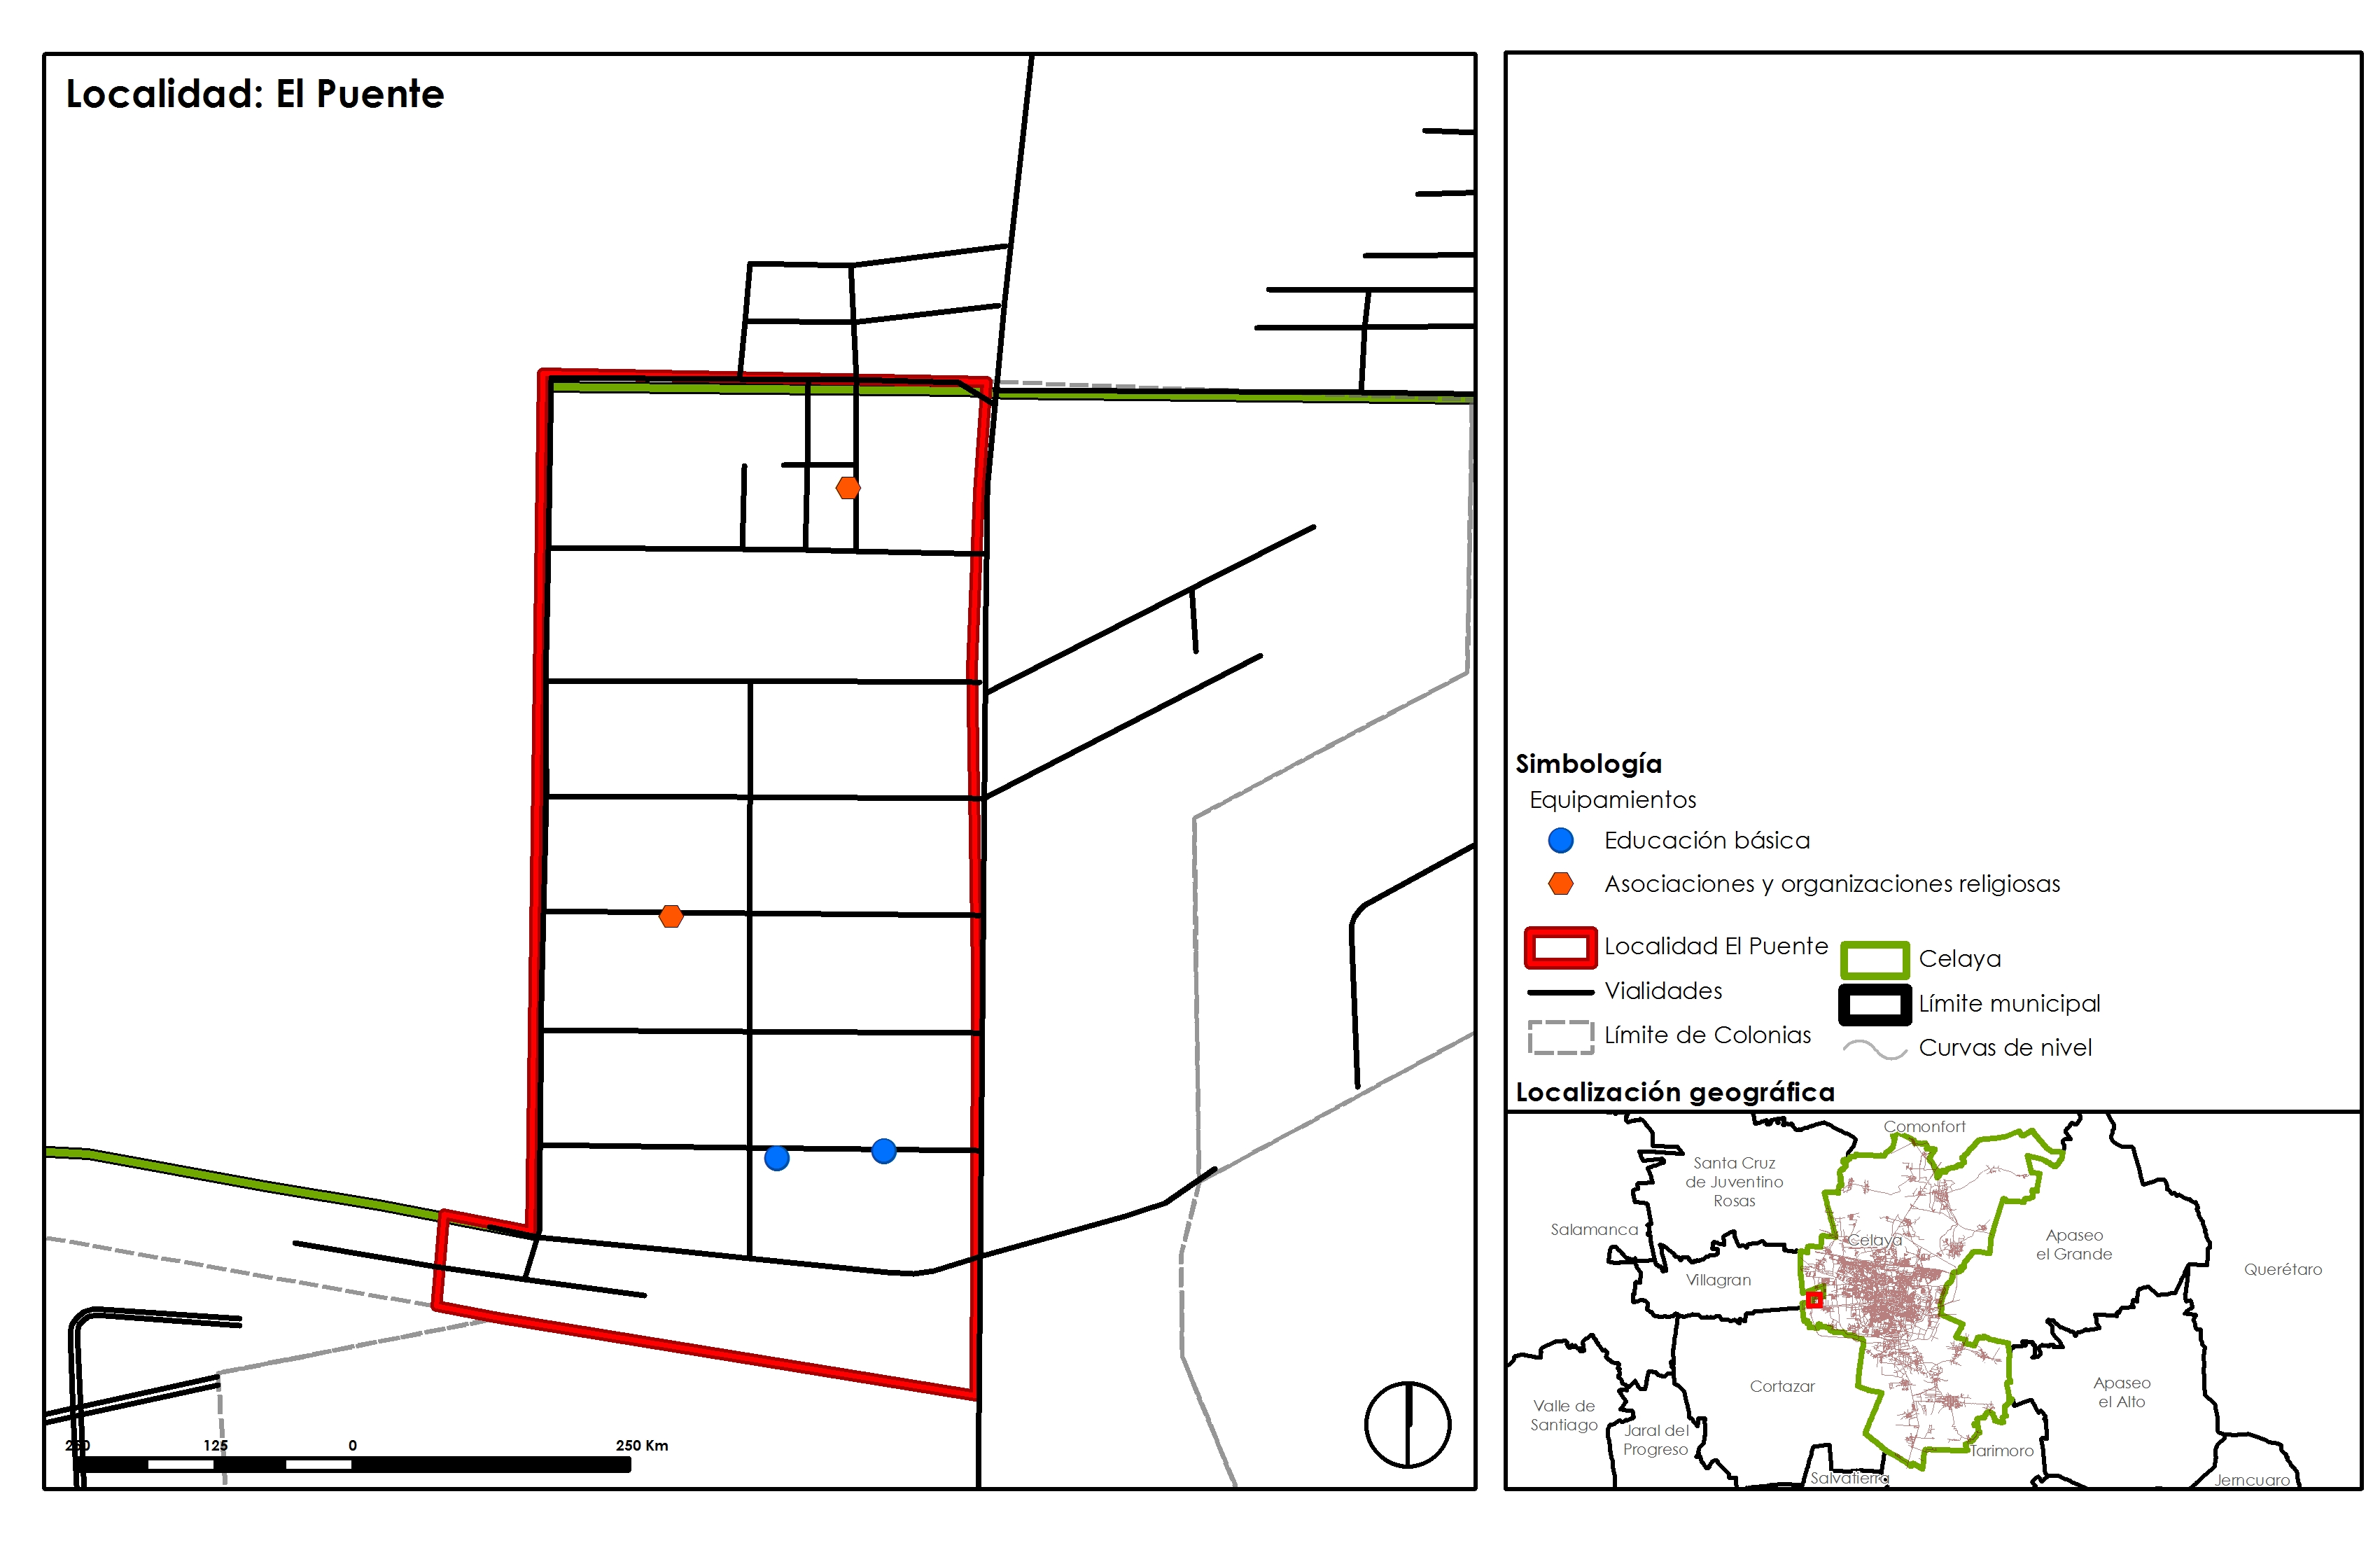 Localidad: El Puente
250 125 0 250 Km
Simbología
Equipamientos
Educación básica
Asociaciones y organizaciones religiosas
Localidad El Puente
Vialidades
Límite de Colonias
Celaya
Límite municipal
Curvas de nivel
Localización geográfica
Comonfort
Santa Cruz
de Juventino
Rosas
Salamanca
Celaya
Apaseo
el Grande
Villagran
Querétaro
Cortazar
Apaseo
el Alto
Valle de
Santiago
Jaral del
Progreso
Tarimoro
Salvatierra
Jerncuaro